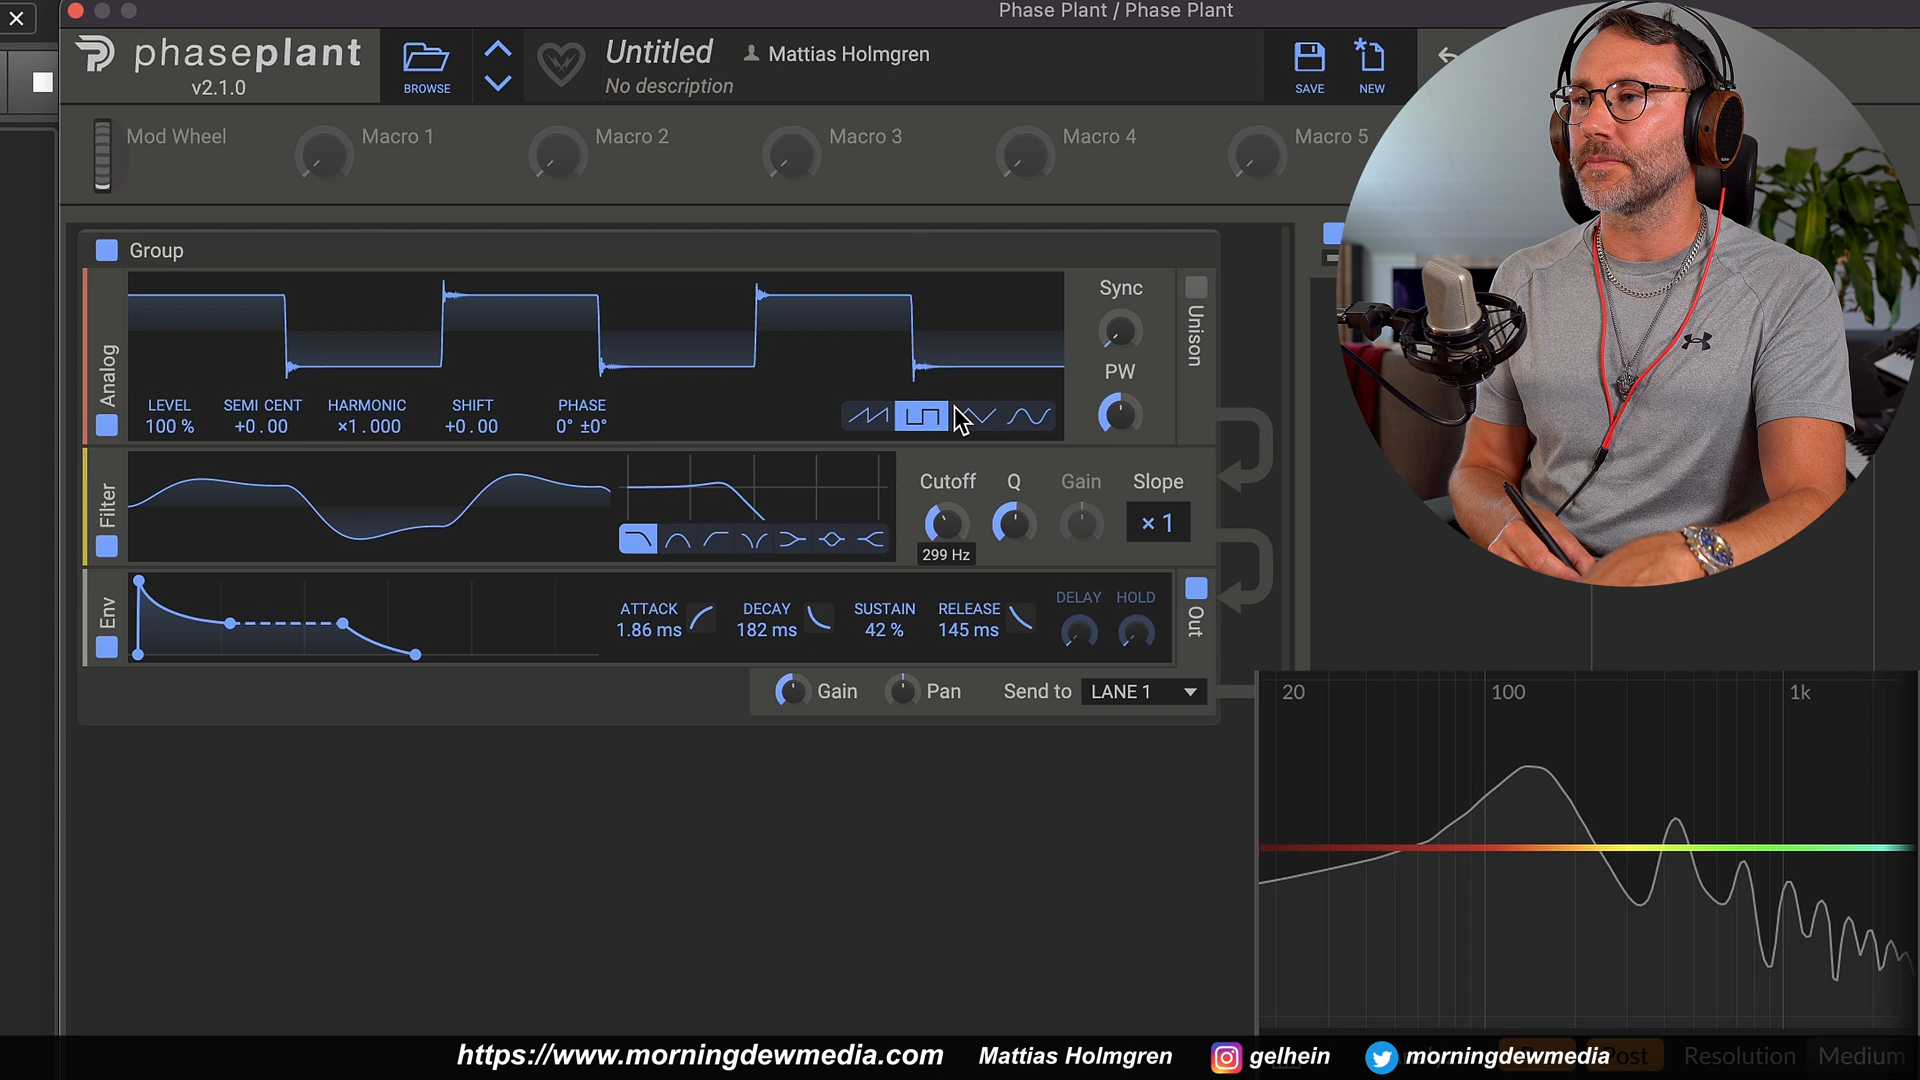 Phase Plant / Phase Plant
phaseplant
v2.1.0
BROWSE
Untitled
Mattias Holmgren
No description
SAVE
NEW
Mod Wheel
Macro 1
Macro 2
Macro 3
Macro 4
Macro 5
Group
Analog
LEVEL
100 %
SEMI CENT
+0.00
HARMONIC
×1.000
SHIFT
+0.00
PHASE
0° ±0°
Sync
PW
Unison
Filter
Cutoff
299 Hz
Q
Gain
Slope
× 1
Env
ATTACK
1.86 ms
DECAY
182 ms
SUSTAIN
42 %
RELEASE
145 ms
DELAY
HOLD
Out
Gain
Pan
Send to
LANE 1
20
100
1k
https://www.morningdewmedia.com
Mattias Holmgren
gelhein
morningdewmedia
Resolution
Medium